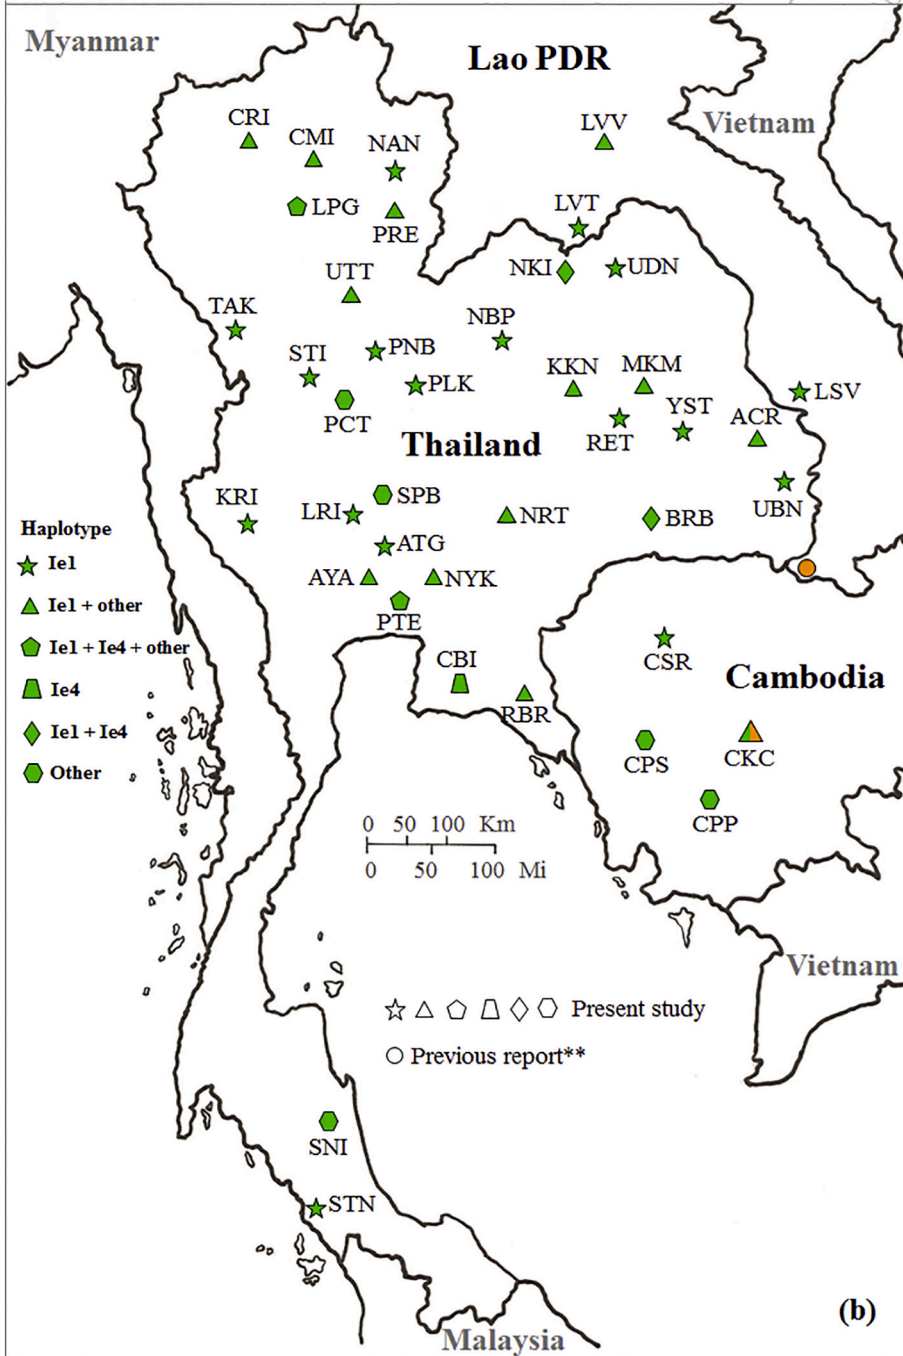 Myanmar
Lao PDR
Vietnam
CRI
CMI
NAN
LVV
LPG
PRE
LVT
NKI
UDN
UTT
TAK
NBP
STI
PNB
PLK
KKN
MKM
LSV
PCT
RET
YST
ACR
Thailand
KRI
LRI
SPB
NRT
BRB
UBN
ATG
AYA
NYK
PTE
Haplotype
Ie1
Ie1 + other
Ie1 + Ie4 + other
Ie4
Ie1 + Ie4
Other
CBI
RBR
CSR
Cambodia
CPS
CKC
CPP
0 50 100 Km
0 50 100 Mi
Vietnam
Present study
Previous report**
SNI
STN
(b)
Malaysia